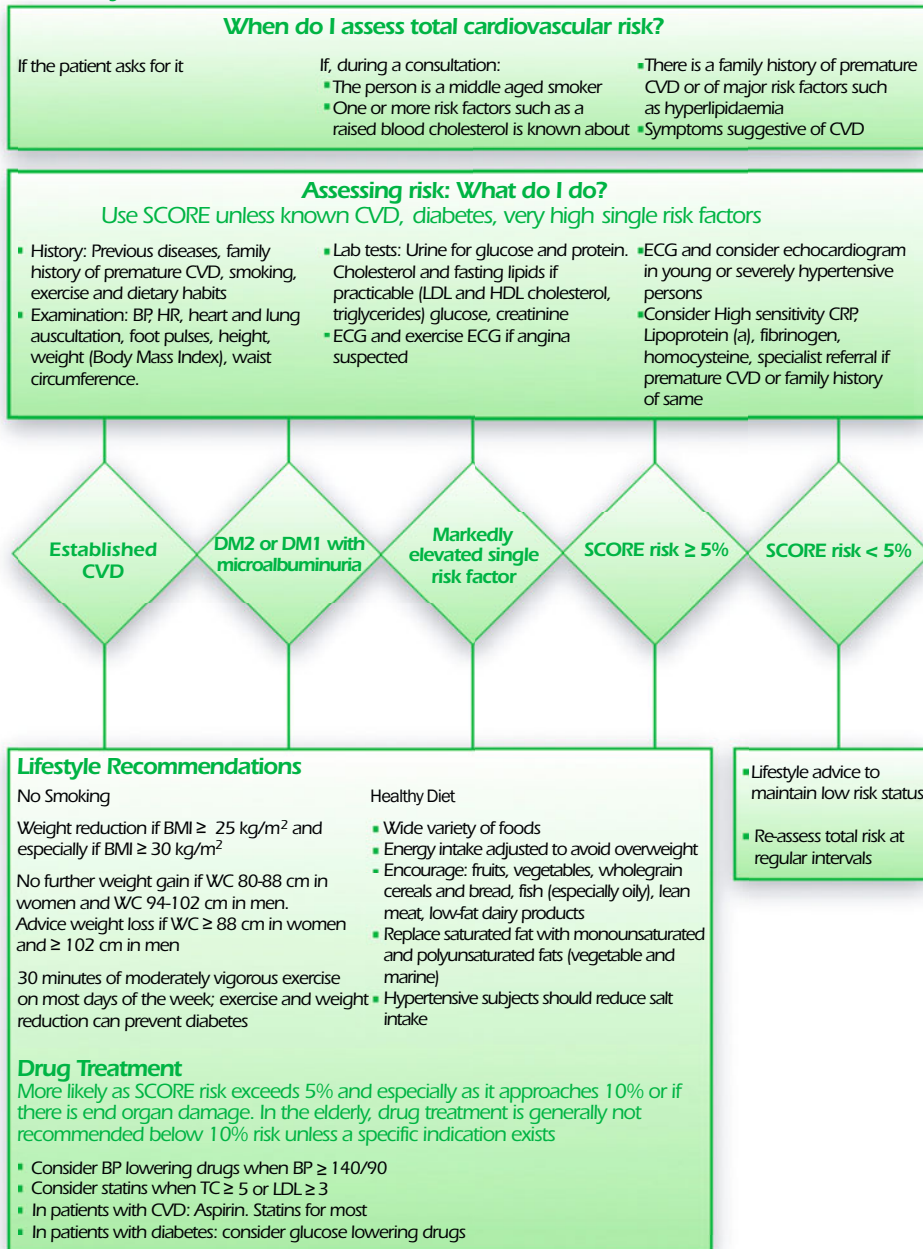 When do I assess total cardiovascular risk?
If the patient asks for it
If, during a consultation:
▪ The person is a middle aged smoker
▪ One or more risk factors such as a
raised blood cholesterol is known about
▪ There is a family history of premature
CVD or of major risk factors such
as hyperlipidaemia
▪ Symptoms suggestive of CVD
Assessing risk: What do I do?
Use SCORE unless known CVD, diabetes, very high single risk factors
▪ History: Previous diseases, family
history of premature CVD, smoking,
exercise and dietary habits
▪ Examination: BP, HR, heart and lung
auscultation, foot pulses, height,
weight (Body Mass Index), waist
circumference.
▪ Lab tests: Urine for glucose and protein.
Cholesterol and fasting lipids if
practicable (LDL and HDL cholesterol,
triglycerides) glucose, creatinine
▪ ECG and exercise ECG if angina
suspected
▪ ECG and consider echocardiogram
in young or severely hypertensive
persons
▪ Consider High sensitivity CRP,
Lipoprotein (a), fibrinogen,
homocysteine, specialist referral if
premature CVD or family history
of same
Established
CVD
DM2 or DM1 with
microalbuminuria
Markedly
elevated single
risk factor
SCORE risk ≥ 5%
SCORE risk < 5%
Lifestyle Recommendations
No Smoking
Weight reduction if BMI ≥ 25 kg/m² and
especially if BMI ≥ 30 kg/m²
No further weight gain if WC 80-88 cm in
women and WC 94-102 cm in men.
Advice weight loss if WC ≥ 88 cm in women
and ≥ 102 cm in men
30 minutes of moderately vigorous exercise
on most days of the week; exercise and weight
reduction can prevent diabetes
Healthy Diet
▪ Wide variety of foods
▪ Energy intake adjusted to avoid overweight
▪ Encourage: fruits, vegetables, wholegrain
cereals and bread, fish (especially oily), lean
meat, low-fat dairy products
▪ Replace saturated fat with monounsaturated
and polyunsaturated fats (vegetable and
marine)
▪ Hypertensive subjects should reduce salt
intake
Drug Treatment
More likely as SCORE risk exceeds 5% and especially as it approaches 10% or if
there is end organ damage. In the elderly, drug treatment is generally not
recommended below 10% risk unless a specific indication exists
▪ Consider BP lowering drugs when BP ≥ 140/90
▪ Consider statins when TC ≥ 5 or LDL ≥ 3
▪ In patients with CVD: Aspirin. Statins for most
▪ In patients with diabetes: consider glucose lowering drugs
▪ Lifestyle advice to
maintain low risk status
▪ Re-assess total risk at
regular intervals